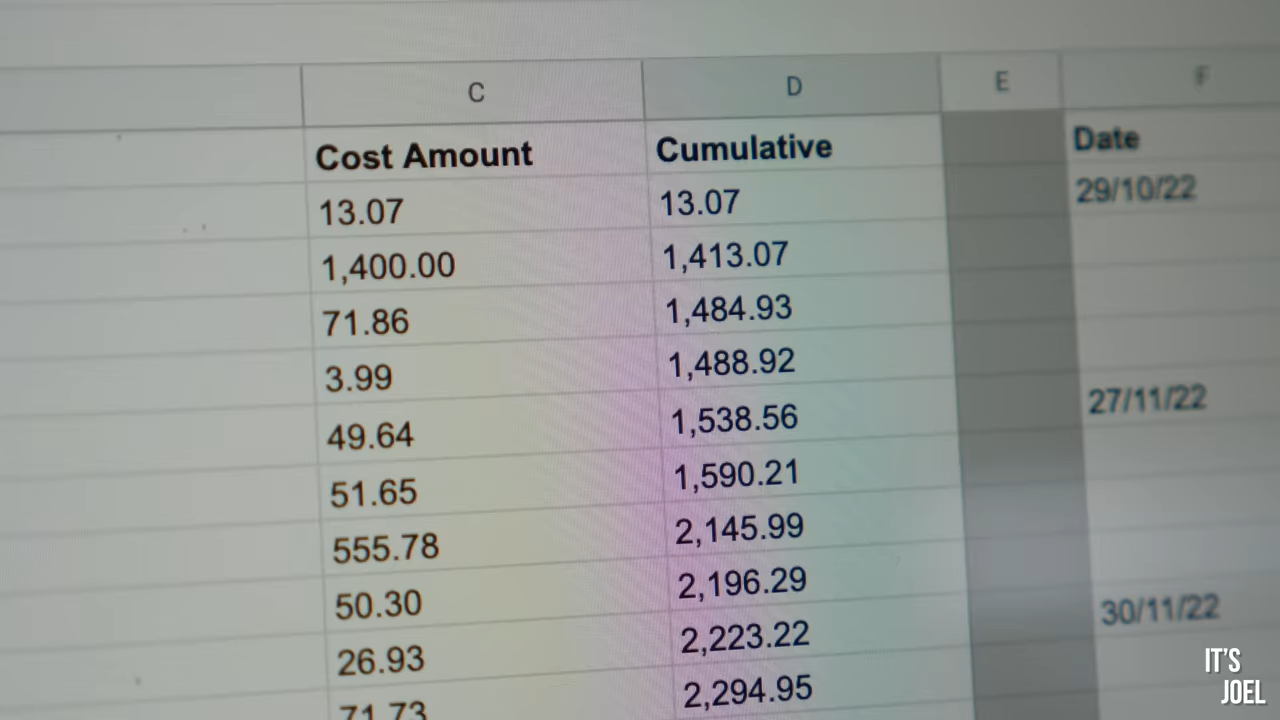 C D E F
Cost Amount Cumulative Date
13.07 13.07 29/10/22
1,400.00 1,413.07
71.86 1,484.93
3.99 1,488.92
49.64 1,538.56 27/11/22
51.65 1,590.21
555.78 2,145.99
50.30 2,196.29
26.93 2,223.22 30/11/22
71.73 2,294.95
IT'S
JOEL